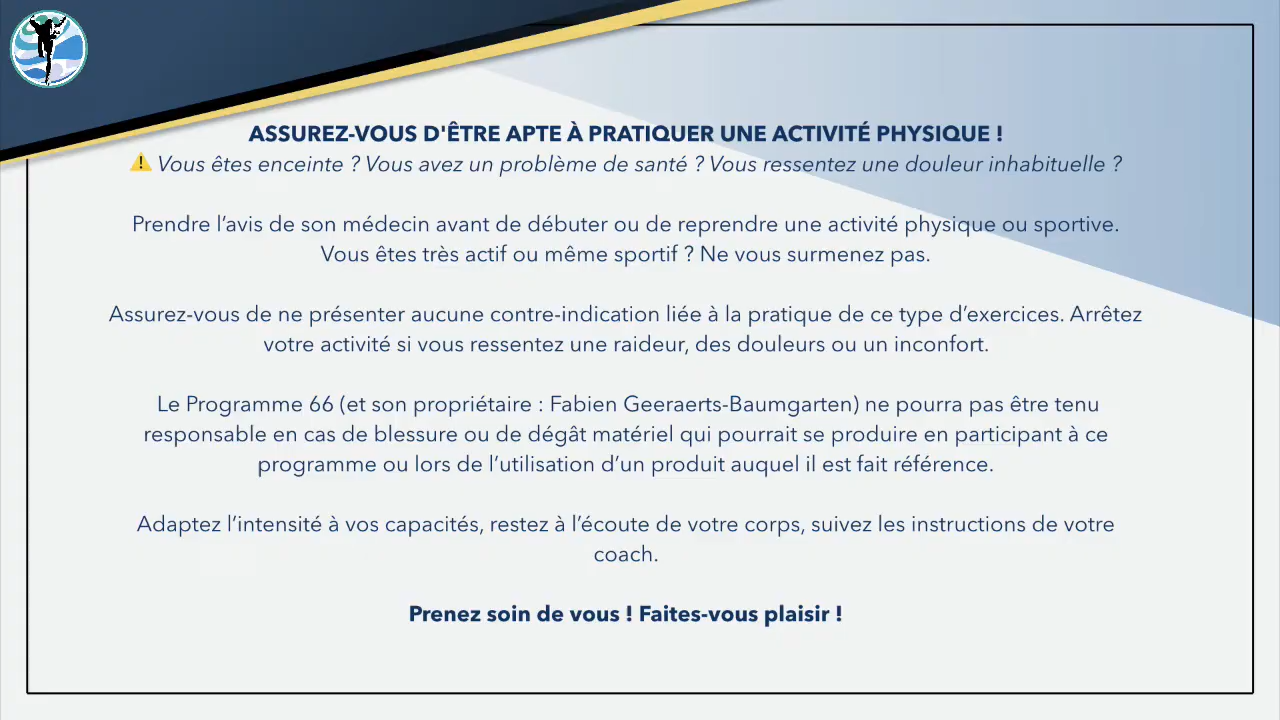 ASSUREZ-VOUS D'ÊTRE APTE À PRATIQUER UNE ACTIVITÉ PHYSIQUE !
⚠️ Vous êtes enceinte ? Vous avez un problème de santé ? Vous ressentez une douleur inhabituelle ?
Prendre l’avis de son médecin avant de débuter ou de reprendre une activité physique ou sportive.
Vous êtes très actif ou même sportif ? Ne vous surmenez pas.
Assurez-vous de ne présenter aucune contre-indication liée à la pratique de ce type d’exercices. Arrêtez
votre activité si vous ressentez une raideur, des douleurs ou un inconfort.
Le Programme 66 (et son propriétaire : Fabien Geeraerts-Baumgarten) ne pourra pas être tenu
responsable en cas de blessure ou de dégât matériel qui pourrait se produire en participant à ce
programme ou lors de l’utilisation d’un produit auquel il est fait référence.
Adaptez l’intensité à vos capacités, restez à l’écoute de votre corps, suivez les instructions de votre
coach.
Prenez soin de vous ! Faites-vous plaisir !